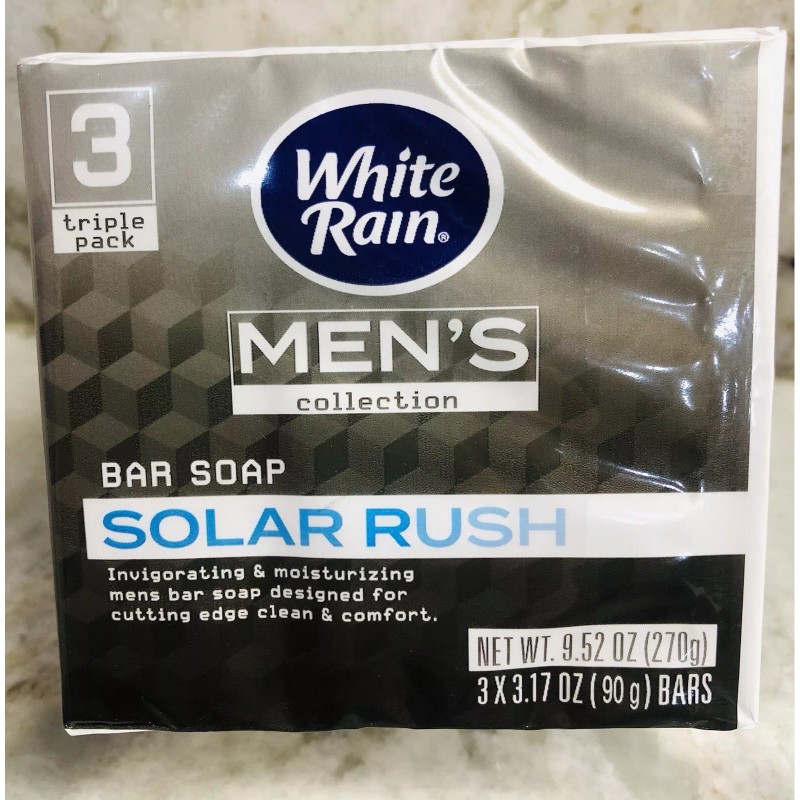 3
triple
pack
White
Rain®
MEN'S
collection
BAR SOAP
SOLAR RUSH
Invigorating & moisturizing
mens bar soap designed for
cutting edge clean & comfort.
NET WT. 9.52 OZ (270g)
3 X 3.17 OZ (90 g) BARS